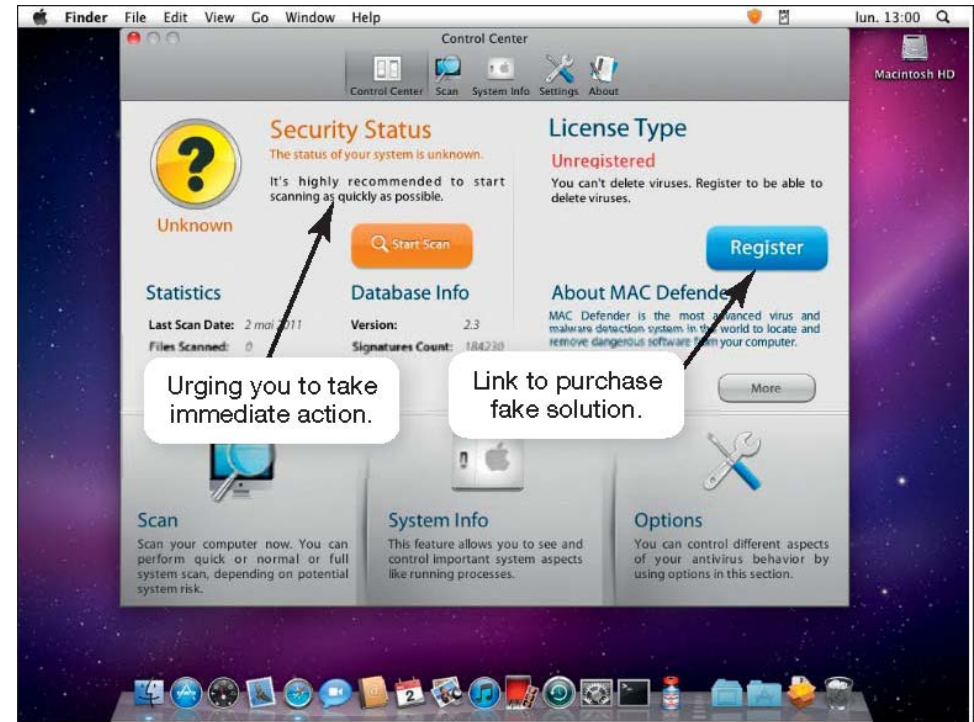 Finder File Edit View Go Window Help
lun. 13:00
Control Center
Control Center Scan System Info Settings About
Macintosh HD
Security Status
The status of your system is unknown.
It's highly recommended to start
scanning as quickly as possible.
Unknown
Start Scan
License Type
Unregistered
You can't delete viruses. Register to be able to
delete viruses.
Register
Statistics
Last Scan Date: 2 mai 2011
Files Scanned: 0
Database Info
Version: 2.3
Signatures Count: 184230
About MAC Defende
MAC Defender is the most advanced virus and
malware detection system in the world to locate and
remove dangerous software from your computer.
More
Urging you to take
immediate action.
Link to purchase
fake solution.
Scan
Scan your computer now. You can
perform quick or normal or full
system scan, depending on potential
system risk.
System Info
This feature allows you to see and
control important system aspects
like running processes.
Options
You can control different aspects
of your antivirus behavior by
using options in this section.
2